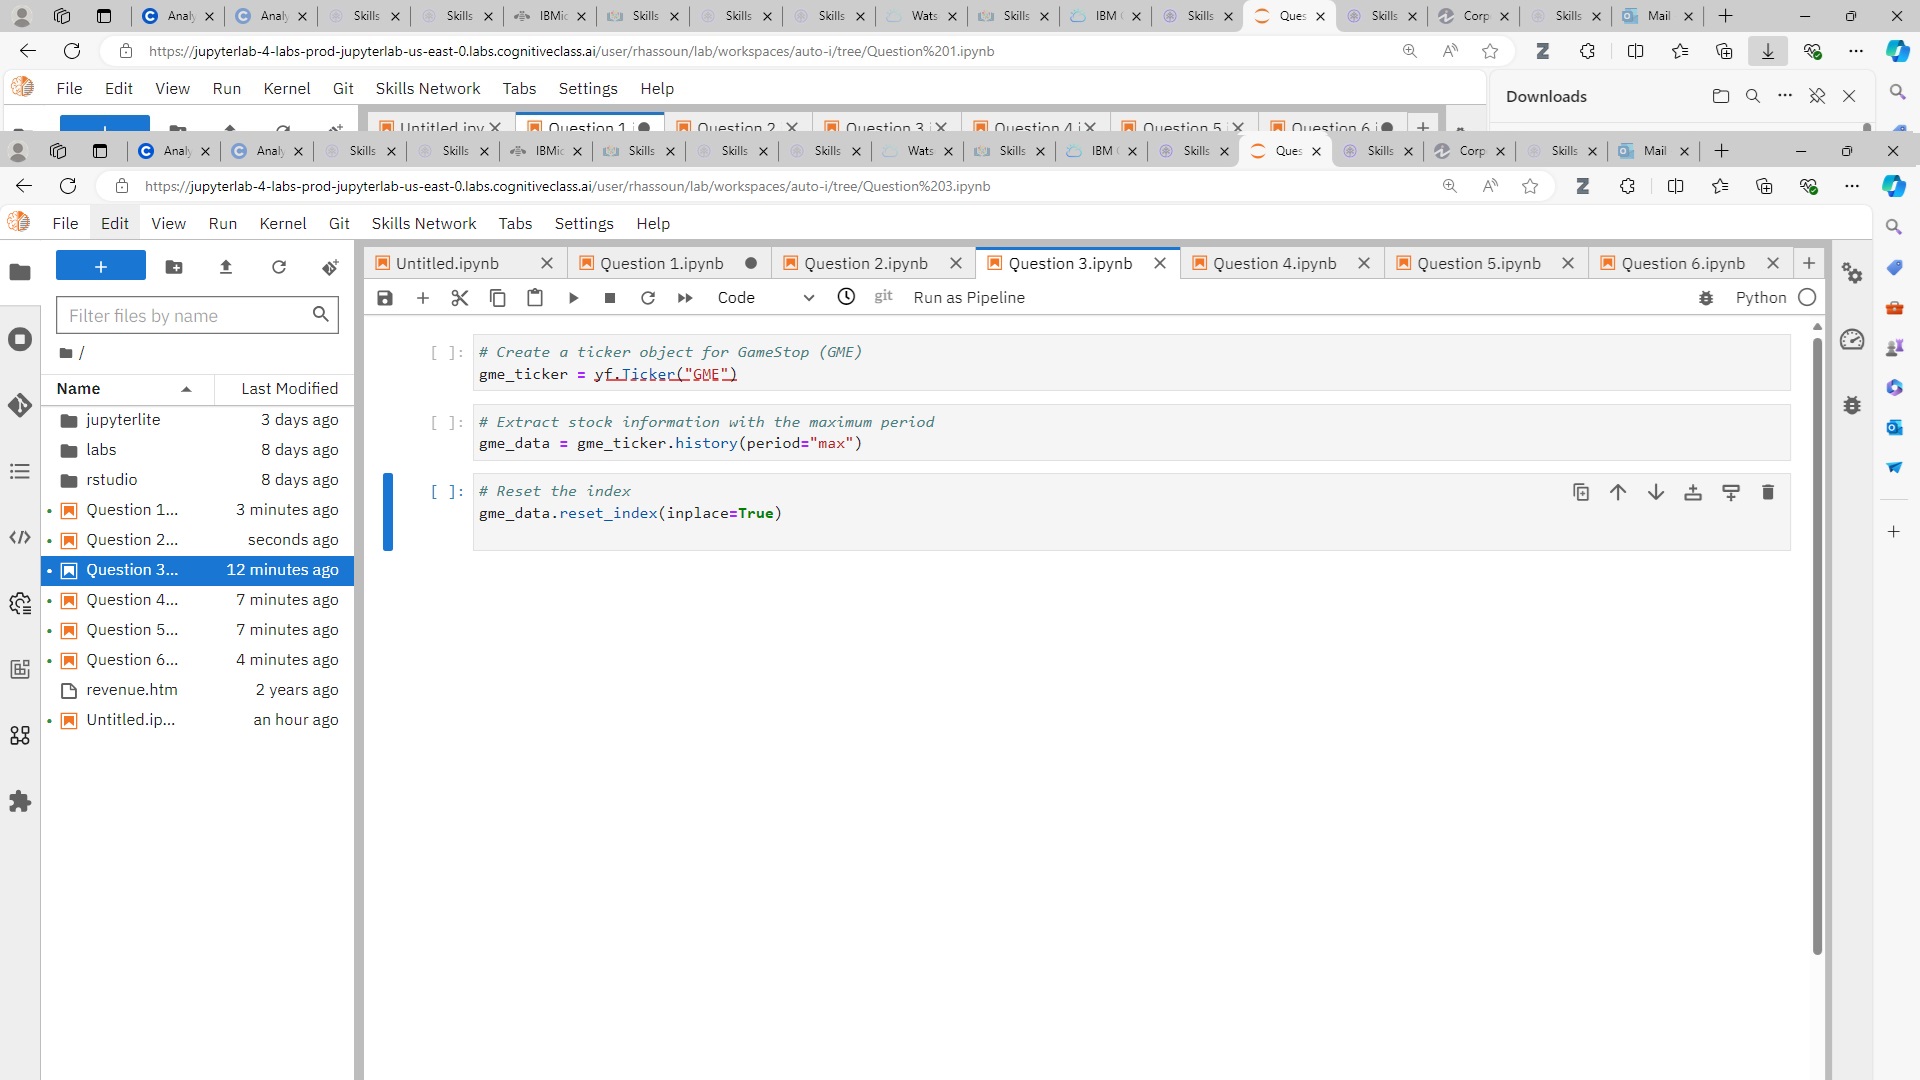 Analy Analy Skills Skills IBMic Skills Skills Skills Wats Skills IBM Skills Ques Skills Corp Skills Mail
https://jupyterlab-4-labs-prod-jupyterlab-us-east-0.labs.cognitiveclass.ai/user/rhassoun/lab/workspaces/auto-i/tree/Question%201.ipynb
File Edit View Run Kernel Git Skills Network Tabs Settings Help
Downloads
Untitled.ipy Question 1 Question 2 Question 3 Question 4 Question 5 Question 6
Analy Analy Skills Skills IBMic Skills Skills Skills Wats Skills IBM Skills Ques Skills Corp Skills Mail
https://jupyterlab-4-labs-prod-jupyterlab-us-east-0.labs.cognitiveclass.ai/user/rhassoun/lab/workspaces/auto-i/tree/Question%203.ipynb
File Edit View Run Kernel Git Skills Network Tabs Settings Help
Untitled.ipynb Question 1.ipynb Question 2.ipynb Question 3.ipynb Question 4.ipynb Question 5.ipynb Question 6.ipynb
Code git Run as Pipeline Python
Filter files by name
/
Name Last Modified
jupyterlite 3 days ago
labs 8 days ago
rstudio 8 days ago
Question 1... 3 minutes ago
Question 2... seconds ago
Question 3... 12 minutes ago
Question 4... 7 minutes ago
Question 5... 7 minutes ago
Question 6... 4 minutes ago
revenue.htm 2 years ago
Untitled.ip... an hour ago
[ ]: # Create a ticker object for GameStop (GME)
gme_ticker = yf.Ticker("GME")
[ ]: # Extract stock information with the maximum period
gme_data = gme_ticker.history(period="max")
[ ]: # Reset the index
gme_data.reset_index(inplace=True)